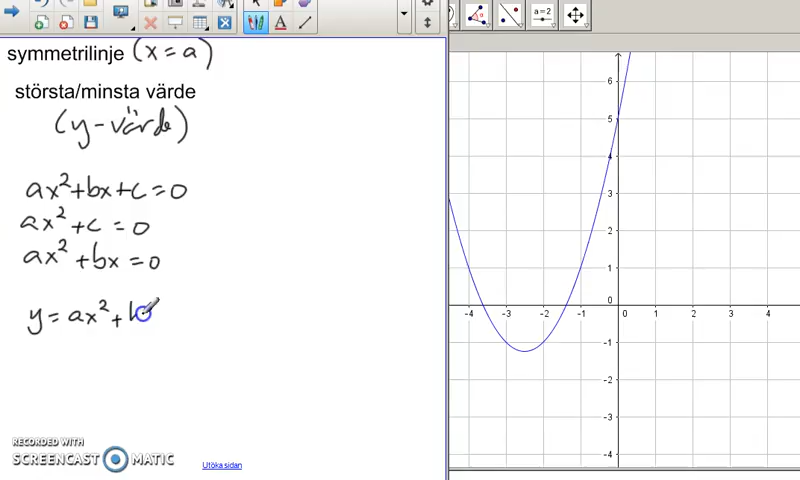 symmetrilinje (x = a)
största/minsta värde
(y-värde)
ax²+bx+c=0
ax²+c=0
ax²+bx=0
y=ax²+b
RECORDED WITH
SCREENCAST MATIC
Utöka sidan
A
α
a=2
6
5
4
3
2
1
0
-4 -3 -2 -1 0 1 2 3 4
-1
-2
-3
-4